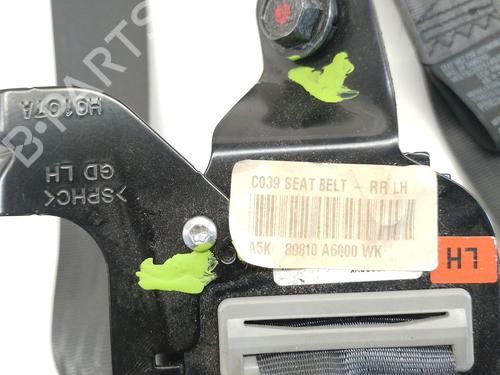 C039 SEAT BELT - RR LH
A5K 89810 A6000 WK
LH
H9107A
GD LH
>SPHC<
B-PARTS